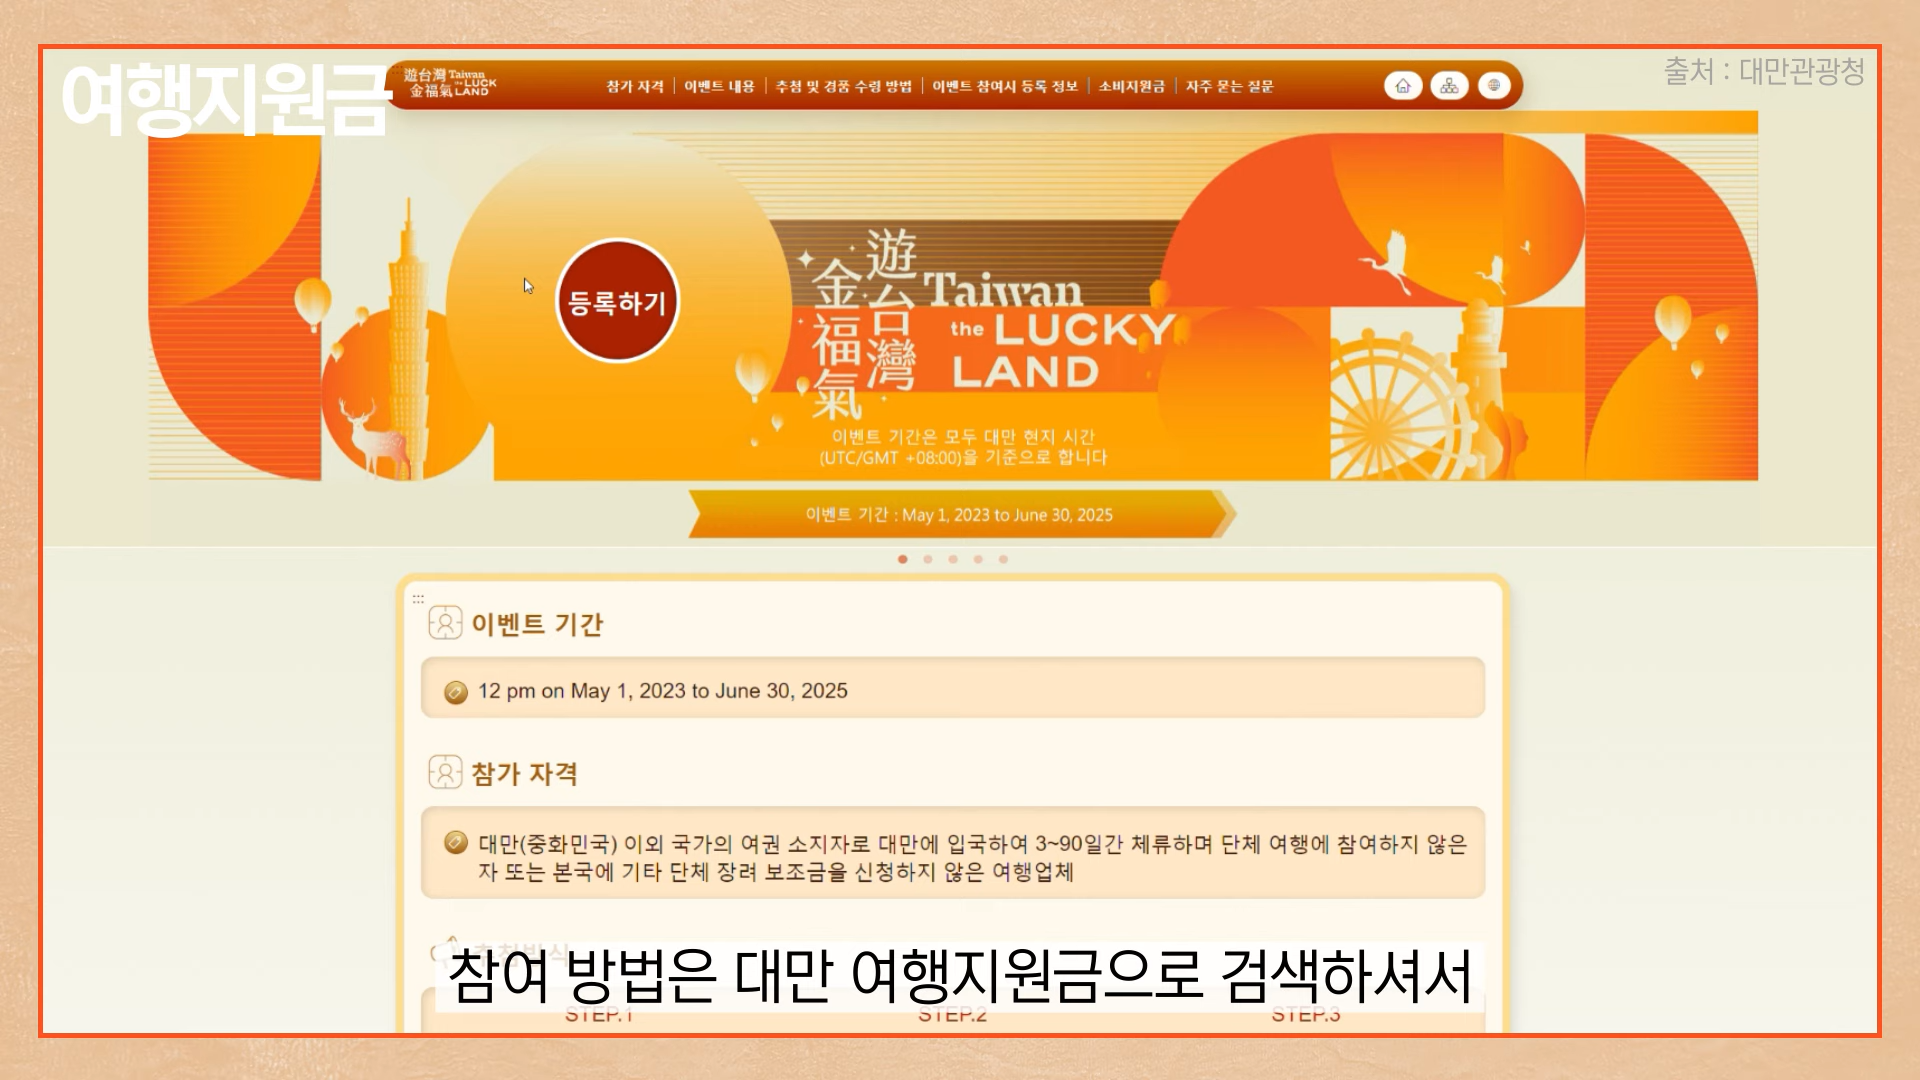 여행지원금
출처 : 대만관광청
遊台灣 Taiwan
金福氣 the LUCKY LAND
참가 자격 | 이벤트 내용 | 추첨 및 경품 수령 방법 | 이벤트 참여시 등록 정보 | 소비지원금 | 자주 묻는 질문
등록하기
遊台灣
金福氣
Taiwan
the LUCKY
LAND
이벤트 기간은 모두 대만 현지 시간
(UTC/GMT +08:00)을 기준으로 합니다
이벤트 기간 : May 1, 2023 to June 30, 2025
이벤트 기간
12 pm on May 1, 2023 to June 30, 2025
참가 자격
대만(중화민국) 이외 국가의 여권 소지자로 대만에 입국하여 3~90일간 체류하며 단체 여행에 참여하지 않은
자 또는 본국에 기타 단체 장려 보조금을 신청하지 않은 여행업체
추첨방식
참여 방법은 대만 여행지원금으로 검색하셔서
STEP.1 STEP.2 STEP.3